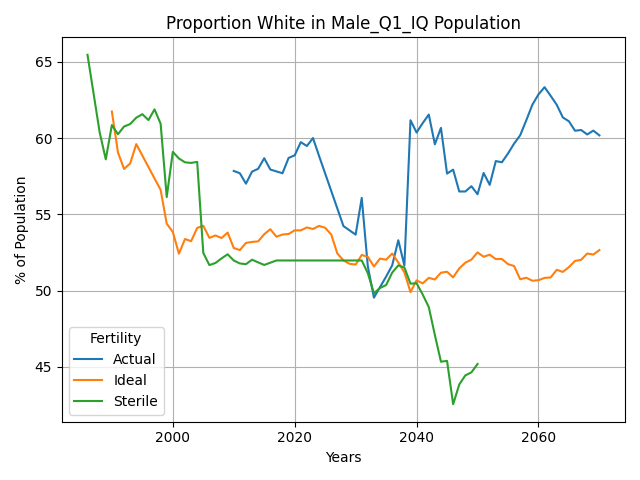 Proportion White in Male_Q1_IQ Population
% of Population
65
60
55
50
45
Fertility
Actual
Ideal
Sterile
2000 2020 2040 2060
Years